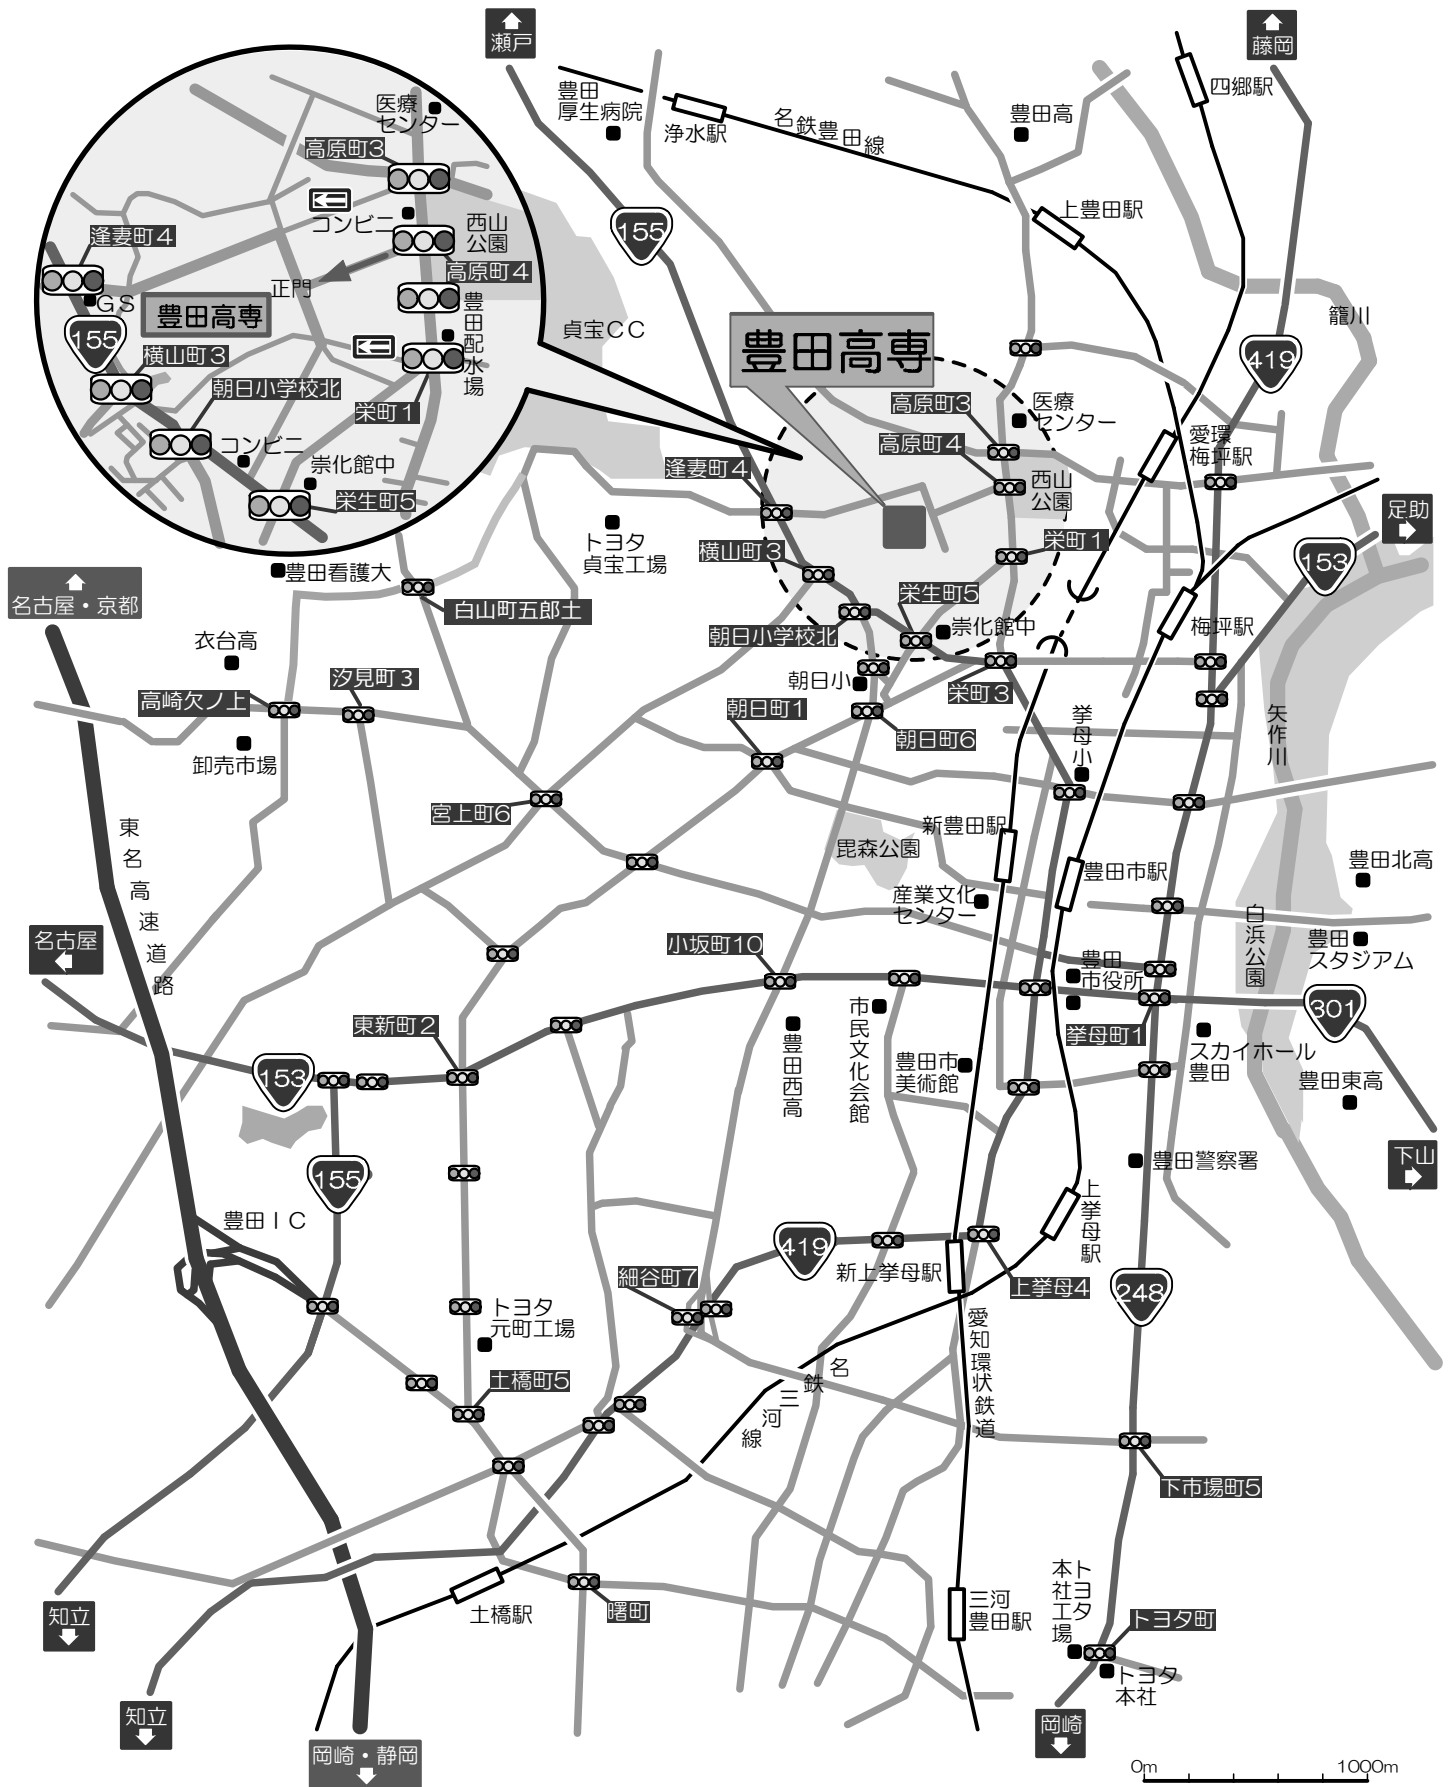 瀬戸
藤岡
四郷駅
豊田
厚生病院
浄水駅
名鉄豊田線
豊田高
医療
センター
高原町3
コンビニ
西山
公園
逢妻町4
高原町4
正門
GS
豊田高専
豊田配水場
155
横山町3
朝日小学校北
栄町1
コンビニ
崇化館中
栄生町5
155
上豊田駅
籠川
貞宝CC
豊田高専
419
高原町3
医療
センター
高原町4
愛環
梅坪駅
逢妻町4
西山
公園
足助
トヨタ
貞宝工場
横山町3
栄町1
153
豊田看護大
名古屋・京都
白山町五郎土
栄生町5
崇化館中
梅坪駅
衣台高
朝日小学校北
汐見町3
朝日小
栄町3
高崎欠ノ上
朝日町1
朝日町6
挙母小
矢作川
卸売市場
宮上町6
東名高速道路
新豊田駅
毘森公園
豊田市駅
豊田北高
産業文化
センター
白浜公園
名古屋
小坂町10
豊田
市役所
豊田
スタジアム
東新町2
市民文化会館
301
挙母町1
豊田西高
豊田市
美術館
スカイホール
豊田
153
豊田東高
下山
155
豊田警察署
豊田IC
上挙母駅
419
新上挙母駅
細谷町7
上挙母4
248
トヨタ
元町工場
愛知環状鉄道
名鉄三河線
土橋町5
下市場町5
土橋駅
曙町
三河
豊田駅
トヨタ
本社工場
トヨタ町
知立
トヨタ
本社
知立
岡崎
岡崎・静岡
0m
1000m